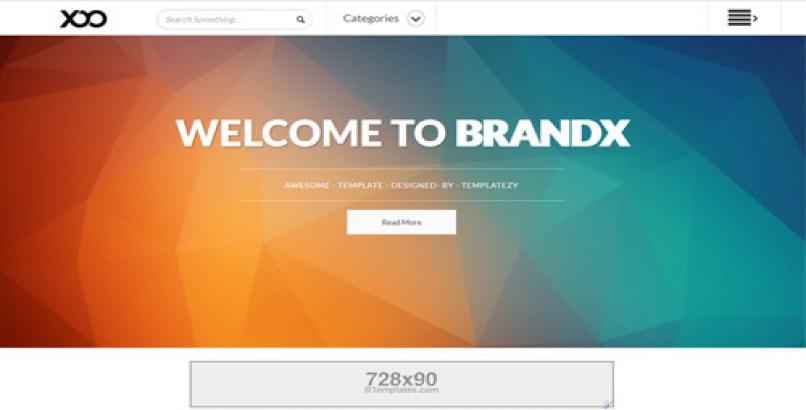 XOO
Search Something..
Categories
WELCOME TO BRANDX
AWESOME - TEMPLATE - DESIGNED- BY - TEMPLATEZY
Read More
728x90
BTemplates.com